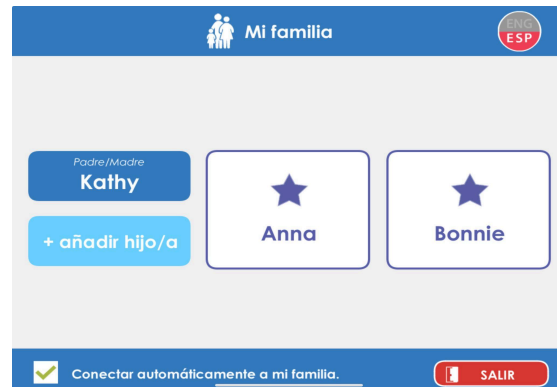 Mi familia
ENG
ESP
Padre/Madre
Kathy
+ añadir hijo/a
Anna
Bonnie
Conectar automáticamente a mi familia.
SALIR